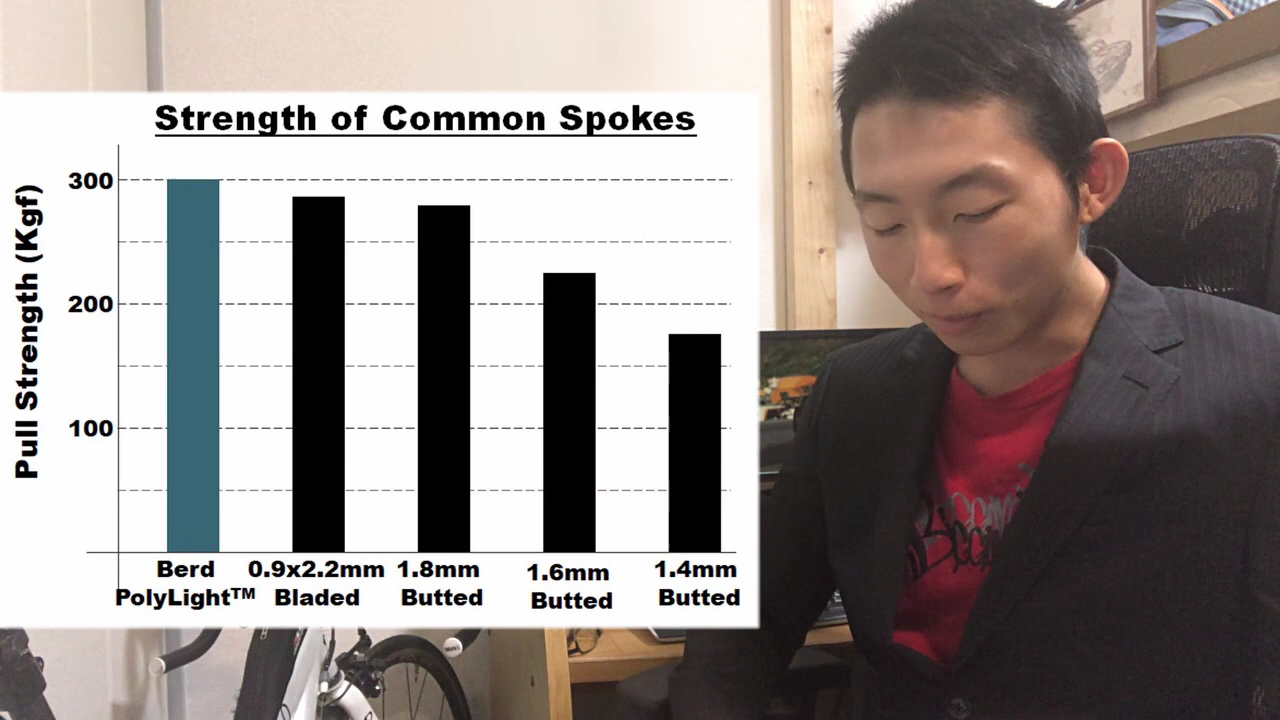 Strength of Common Spokes
Pull Strength (Kgf)
300
200
100
Berd
PolyLight™
0.9x2.2mm
Bladed
1.8mm
Butted
1.6mm
Butted
1.4mm
Butted